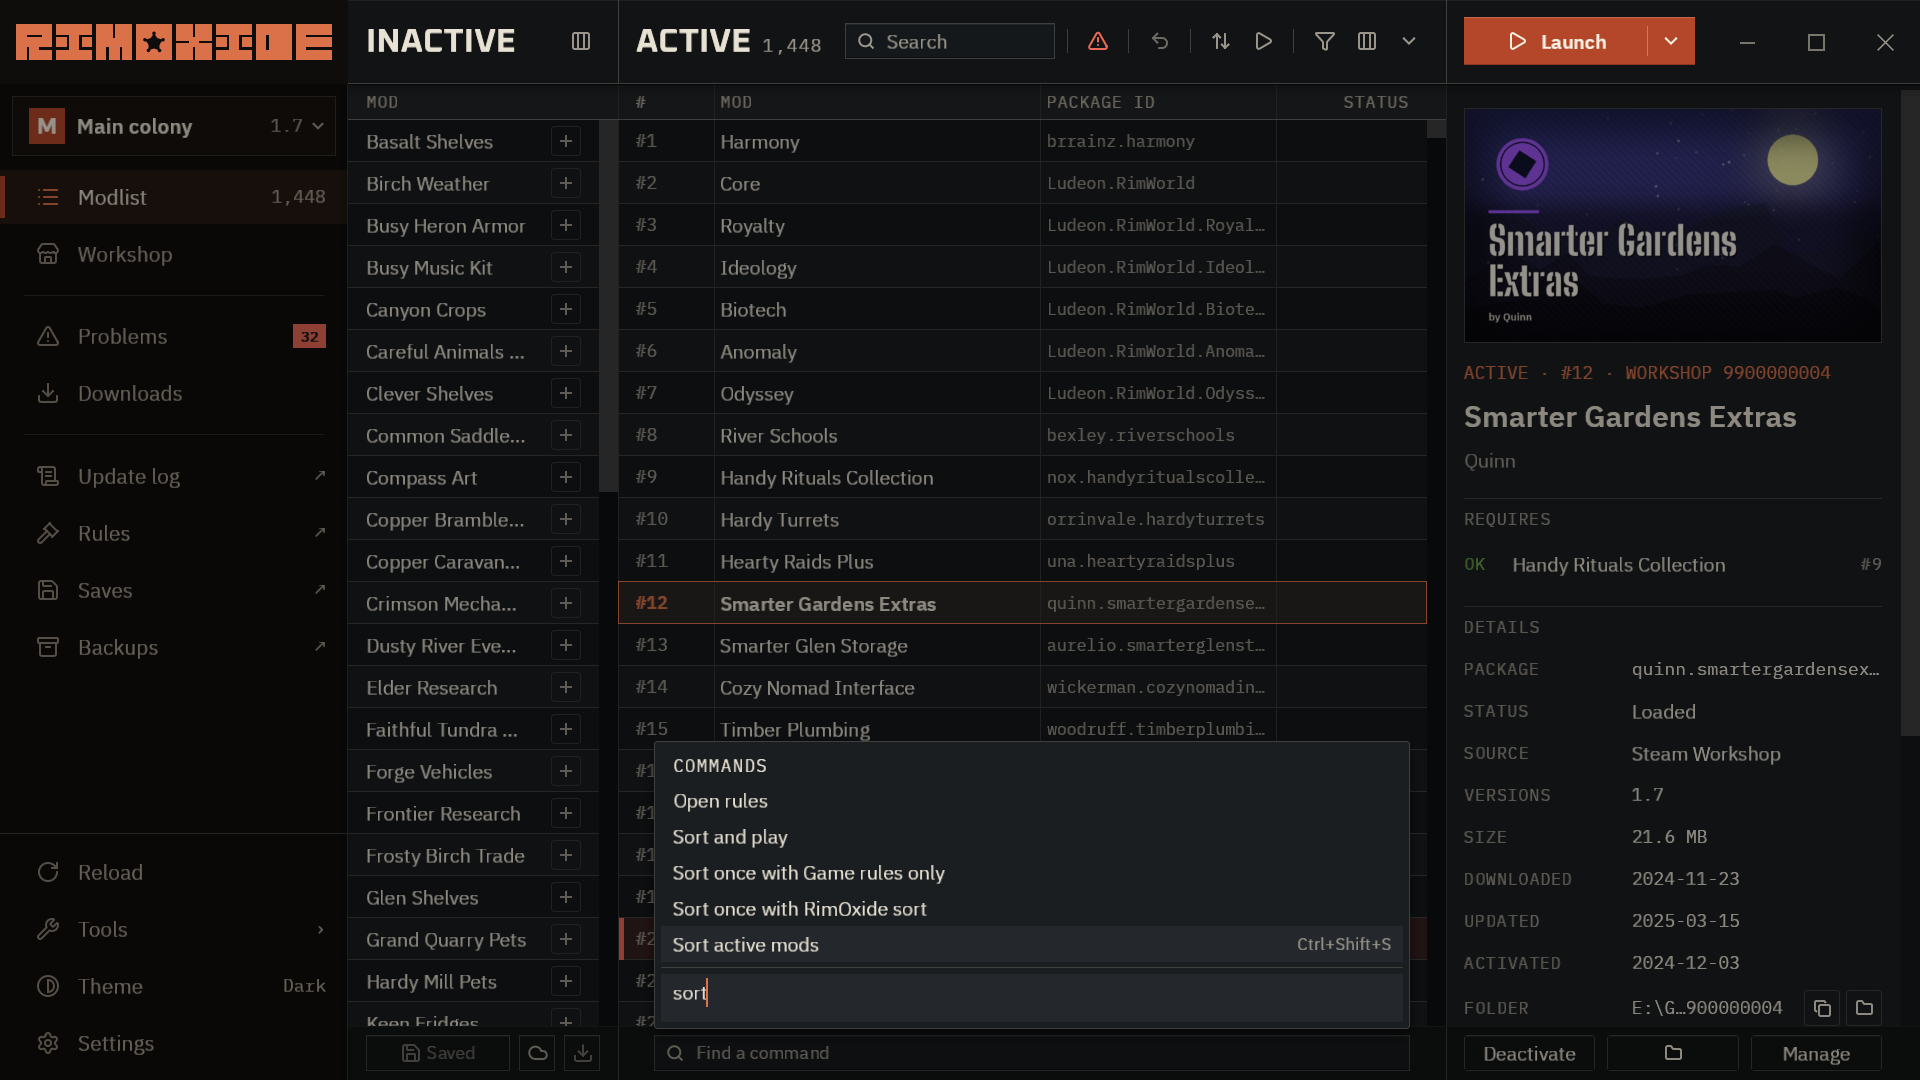 RIMOXIDE
M Main colony 1.7
Modlist 1,448
Workshop
Problems 32
Downloads
Update log
Rules
Saves
Backups
Reload
Tools
Theme Dark
Settings
INACTIVE
MOD
Basalt Shelves
Birch Weather
Busy Heron Armor
Busy Music Kit
Canyon Crops
Careful Animals ...
Clever Shelves
Common Saddle...
Compass Art
Copper Bramble...
Copper Caravan...
Crimson Mecha...
Dusty River Eve...
Elder Research
Faithful Tundra ...
Forge Vehicles
Frontier Research
Frosty Birch Trade
Glen Shelves
Grand Quarry Pets
Hardy Mill Pets
Keen Fridges
Saved
ACTIVE 1,448
Search
# MOD PACKAGE ID STATUS
#1 Harmony brrainz.harmony
#2 Core Ludeon.RimWorld
#3 Royalty Ludeon.RimWorld.Royal…
#4 Ideology Ludeon.RimWorld.Ideol…
#5 Biotech Ludeon.RimWorld.Biote…
#6 Anomaly Ludeon.RimWorld.Anoma…
#7 Odyssey Ludeon.RimWorld.Odyss…
#8 River Schools bexley.riverschools
#9 Handy Rituals Collection nox.handyritualscolle…
#10 Hardy Turrets orrinvale.hardyturrets
#11 Hearty Raids Plus una.heartyraidsplus
#12 Smarter Gardens Extras quinn.smartergardense…
#13 Smarter Glen Storage aurelio.smarterglenst…
#14 Cozy Nomad Interface wickerman.cozynomadin…
#15 Timber Plumbing woodruff.timberplumbi…
COMMANDS
Open rules
Sort and play
Sort once with Game rules only
Sort once with RimOxide sort
Sort active mods Ctrl+Shift+S
sort
Find a command
Launch
Smarter Gardens
Extras
by Quinn
ACTIVE · #12 · WORKSHOP 9900000004
Smarter Gardens Extras
Quinn
REQUIRES
OK Handy Rituals Collection #9
DETAILS
PACKAGE quinn.smartergardensex…
STATUS Loaded
SOURCE Steam Workshop
VERSIONS 1.7
SIZE 21.6 MB
DOWNLOADED 2024-11-23
UPDATED 2025-03-15
ACTIVATED 2024-12-03
FOLDER E:\G…900000004
Deactivate Manage